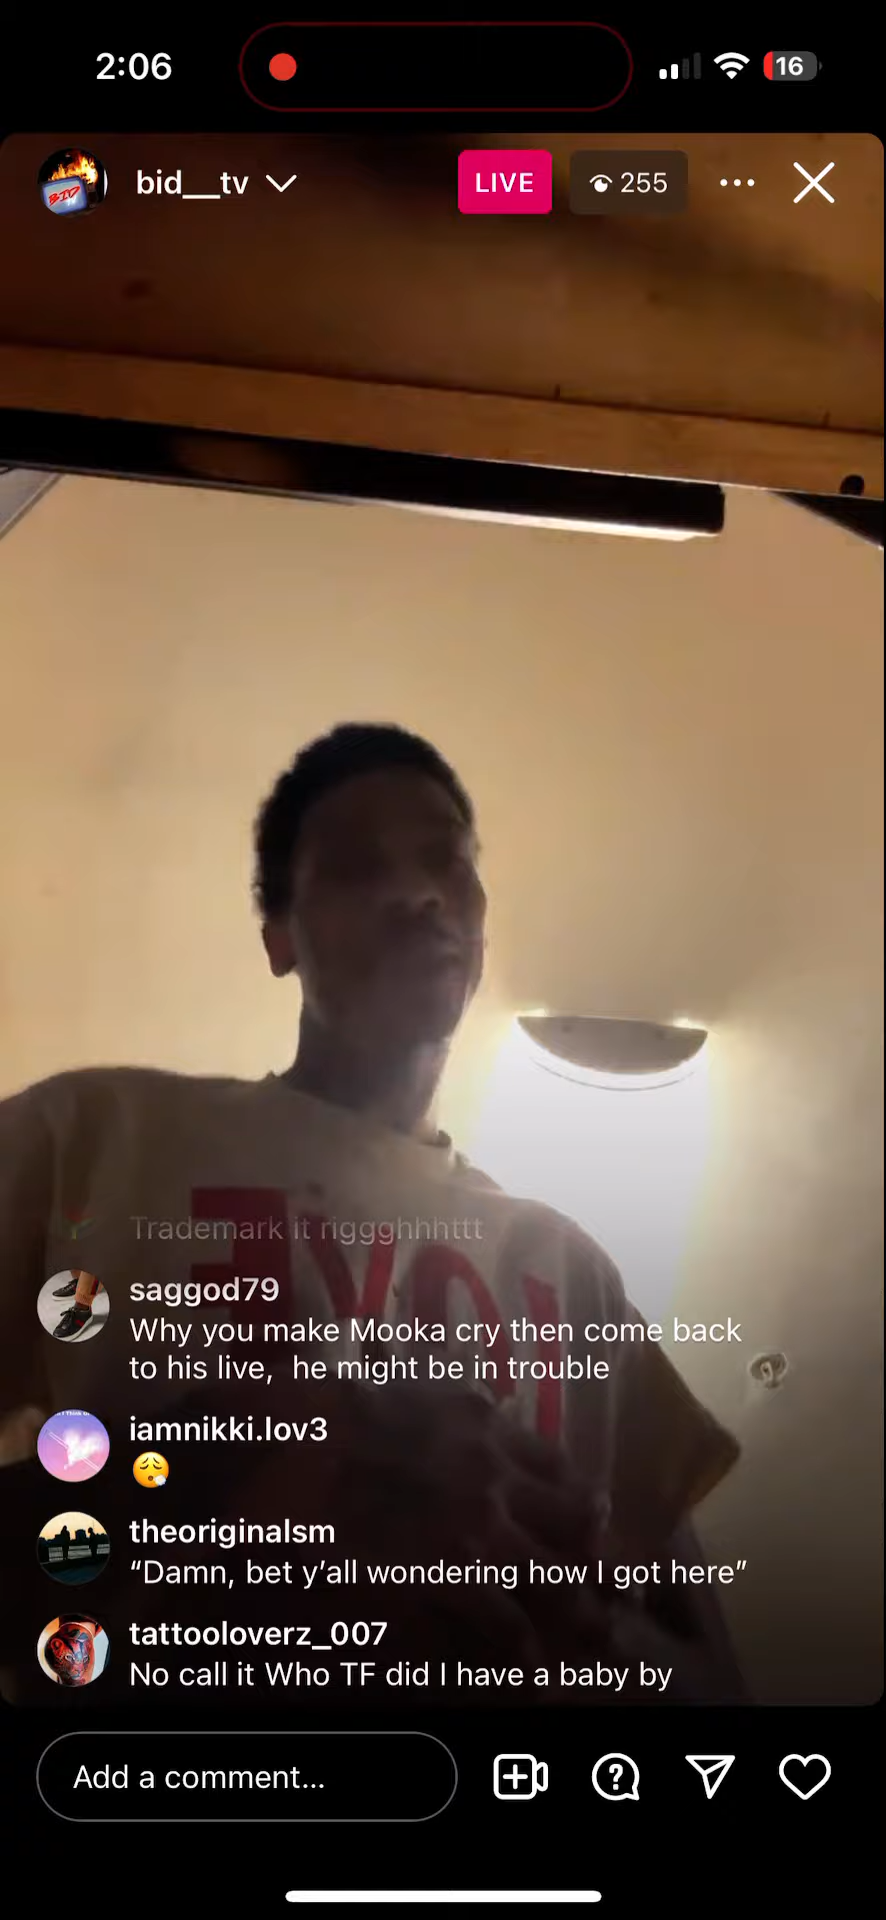 2:06
16
BID
bid__tv
LIVE
255
Trademark it riggghhhttt
saggod79
Why you make Mooka cry then come back
to his live,  he might be in trouble
iamnikki.lov3
😮‍💨
theoriginalsm
“Damn, bet y’all wondering how I got here”
tattooloverz_007
No call it Who TF did I have a baby by
Add a comment...